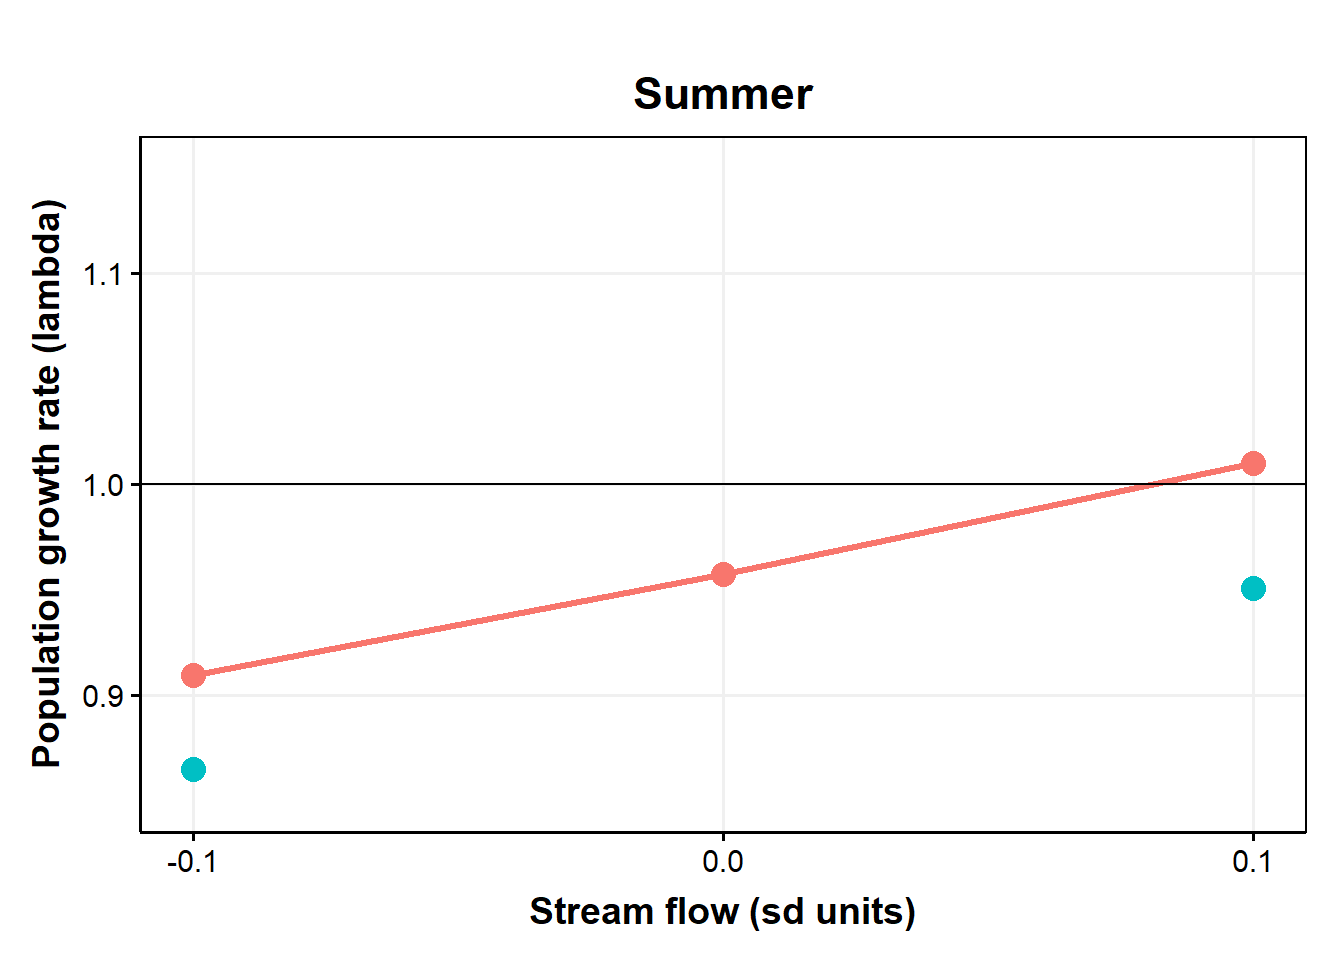 Summer
Population growth rate (lambda)
1.1
1.0
0.9
-0.1
0.0
0.1
Stream flow (sd units)